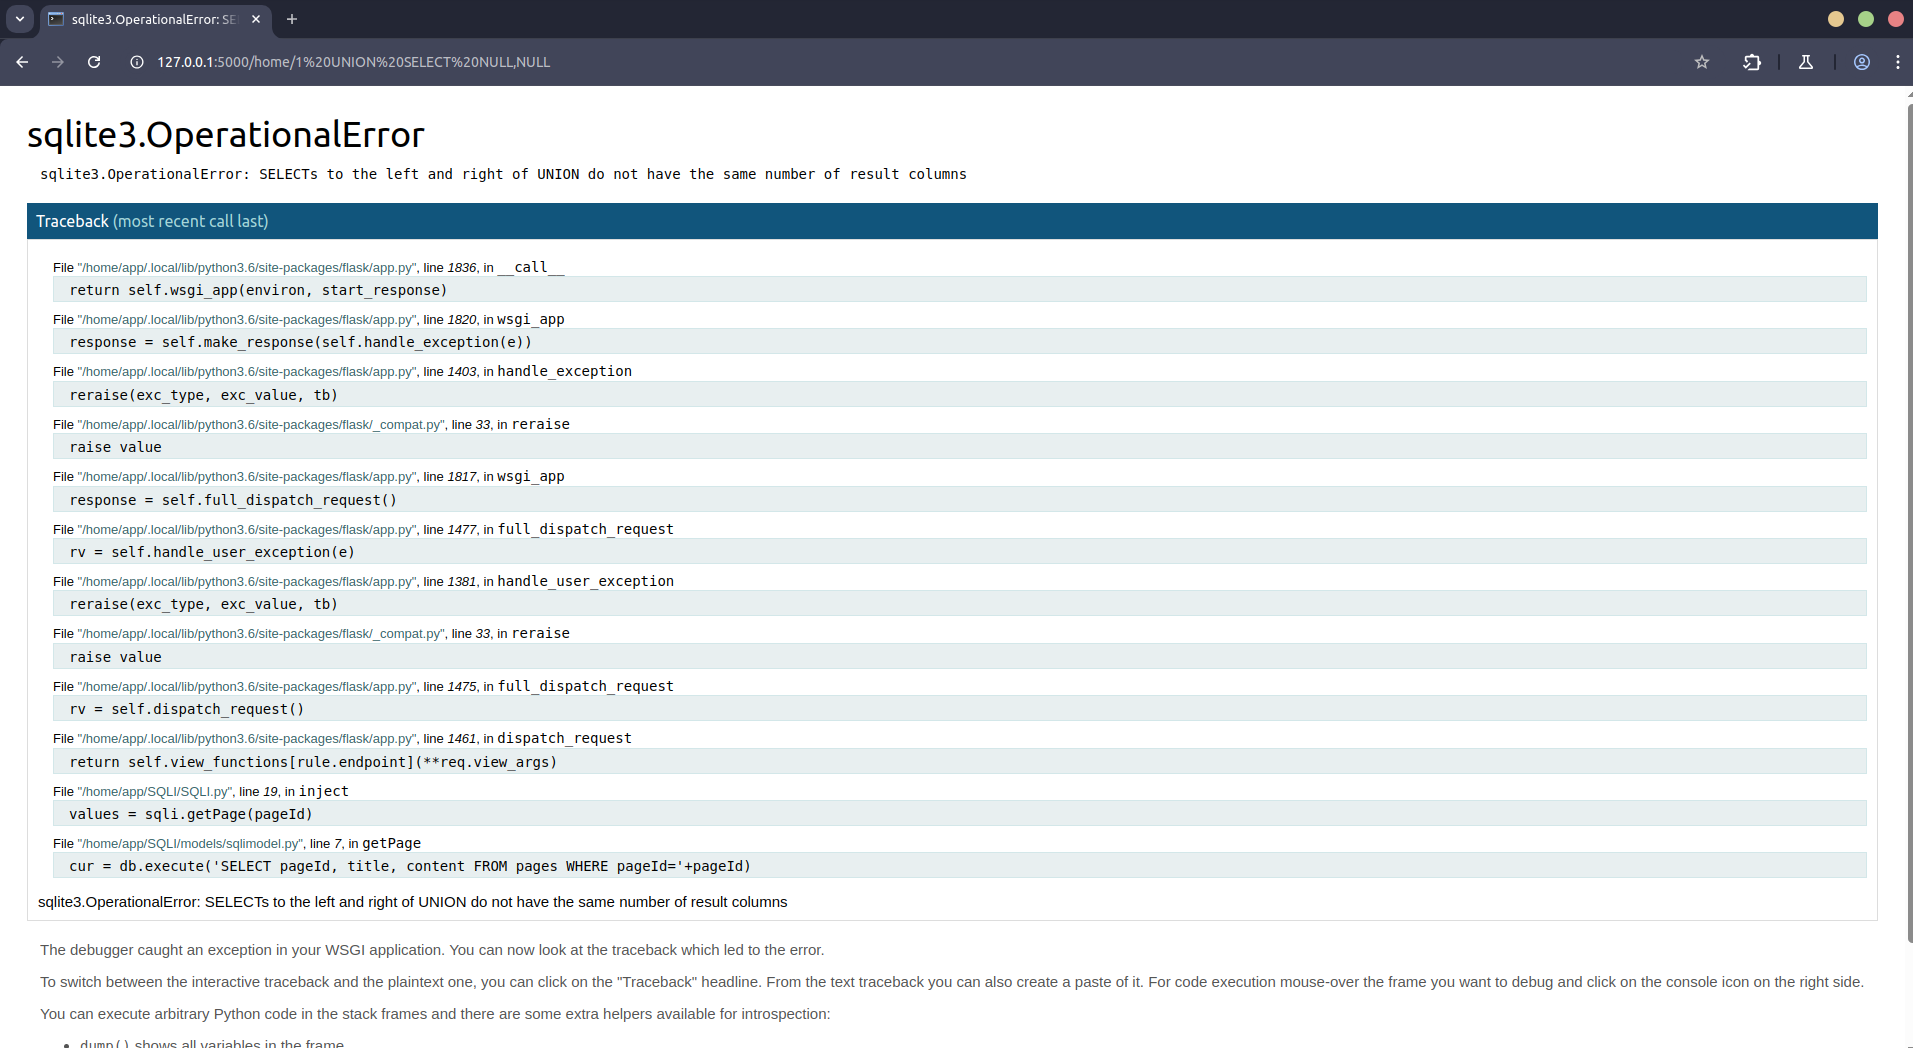 sqlite3.OperationalError: SE
127.0.0.1:5000/home/1%20UNION%20SELECT%20NULL,NULL
sqlite3.OperationalError
sqlite3.OperationalError: SELECTs to the left and right of UNION do not have the same number of result columns
Traceback (most recent call last)
File "/home/app/.local/lib/python3.6/site-packages/flask/app.py", line 1836, in __call__
return self.wsgi_app(environ, start_response)
File "/home/app/.local/lib/python3.6/site-packages/flask/app.py", line 1820, in wsgi_app
response = self.make_response(self.handle_exception(e))
File "/home/app/.local/lib/python3.6/site-packages/flask/app.py", line 1403, in handle_exception
reraise(exc_type, exc_value, tb)
File "/home/app/.local/lib/python3.6/site-packages/flask/_compat.py", line 33, in reraise
raise value
File "/home/app/.local/lib/python3.6/site-packages/flask/app.py", line 1817, in wsgi_app
response = self.full_dispatch_request()
File "/home/app/.local/lib/python3.6/site-packages/flask/app.py", line 1477, in full_dispatch_request
rv = self.handle_user_exception(e)
File "/home/app/.local/lib/python3.6/site-packages/flask/app.py", line 1381, in handle_user_exception
reraise(exc_type, exc_value, tb)
File "/home/app/.local/lib/python3.6/site-packages/flask/_compat.py", line 33, in reraise
raise value
File "/home/app/.local/lib/python3.6/site-packages/flask/app.py", line 1475, in full_dispatch_request
rv = self.dispatch_request()
File "/home/app/.local/lib/python3.6/site-packages/flask/app.py", line 1461, in dispatch_request
return self.view_functions[rule.endpoint](**req.view_args)
File "/home/app/SQLI/SQLI.py", line 19, in inject
values = sqli.getPage(pageId)
File "/home/app/SQLI/models/sqlimodel.py", line 7, in getPage
cur = db.execute('SELECT pageId, title, content FROM pages WHERE pageId='+pageId)
sqlite3.OperationalError: SELECTs to the left and right of UNION do not have the same number of result columns
The debugger caught an exception in your WSGI application. You can now look at the traceback which led to the error.
To switch between the interactive traceback and the plaintext one, you can click on the "Traceback" headline. From the text traceback you can also create a paste of it. For code execution mouse-over the frame you want to debug and click on the console icon on the right side.
You can execute arbitrary Python code in the stack frames and there are some extra helpers available for introspection:
• dump() shows all variables in the frame